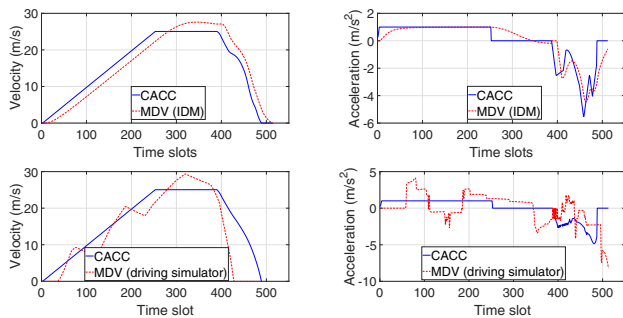 30
20
10
0
Velocity (m/s)
0 100 200 300 400 500
Time slots
CACC
MDV (IDM)
2
0
-2
-4
-6
Acceleration (m/s²)
0 100 200 300 400 500
Time slots
CACC
MDV (IDM)
30
20
10
0
Velocity (m/s)
0 100 200 300 400 500
Time slot
CACC
MDV (driving simulator)
5
0
-5
-10
Acceleration (m/s²)
0 100 200 300 400 500
Time slot
CACC
MDV (driving simulator)